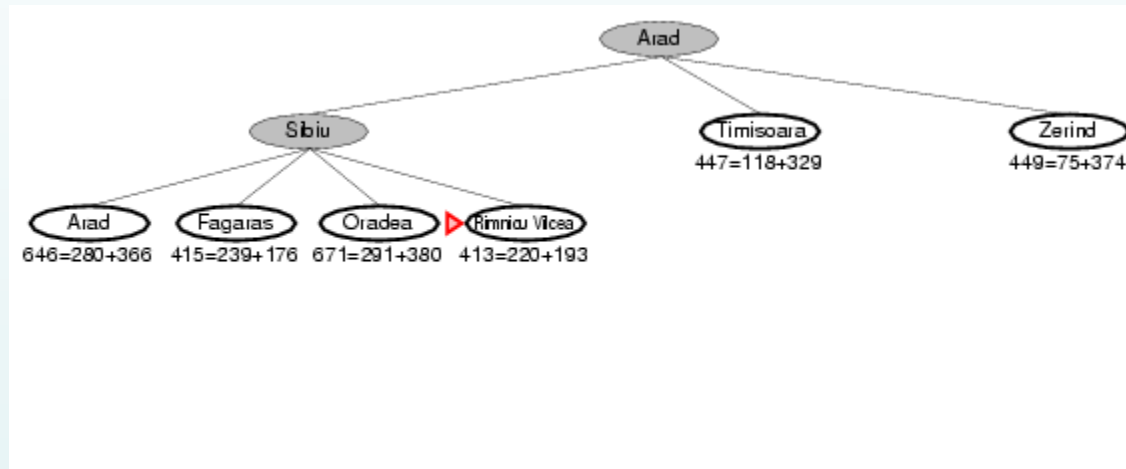 Arad
Sibiu
Timisoara
Zerind
447=118+329
449=75+374
Arad
Fagaras
Oradea
Rimnicu Vilcea
646=280+366
415=239+176
671=291+380
413=220+193